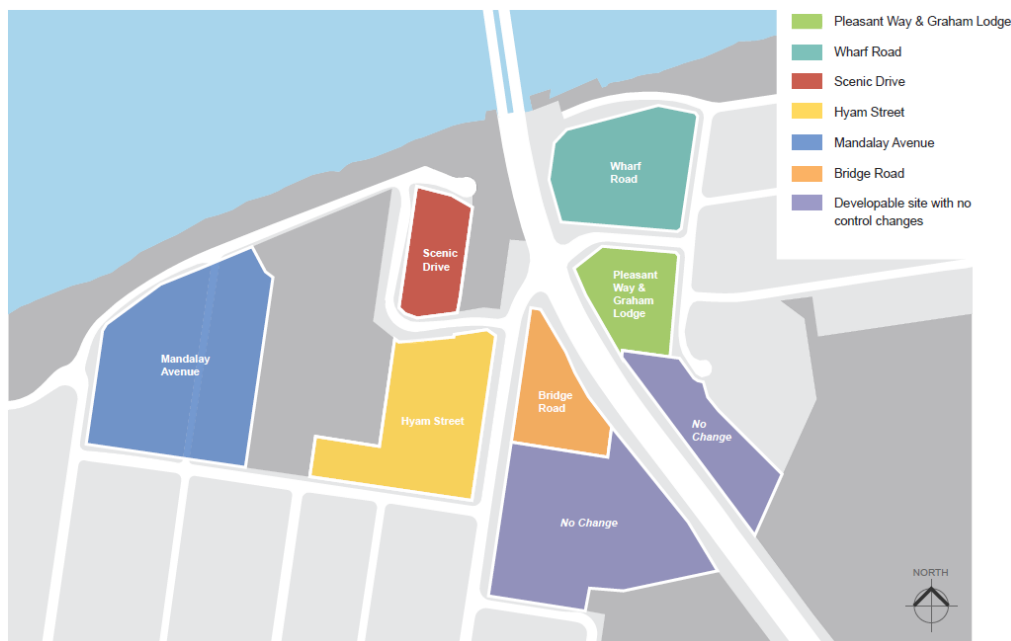 Pleasant Way & Graham Lodge
Wharf Road
Scenic Drive
Hyam Street
Mandalay Avenue
Bridge Road
Developable site with no
control changes
Wharf
Road
Scenic
Drive
Pleasant
Way &
Graham
Lodge
Mandalay
Avenue
Hyam Street
Bridge
Road
No
Change
No Change
NORTH